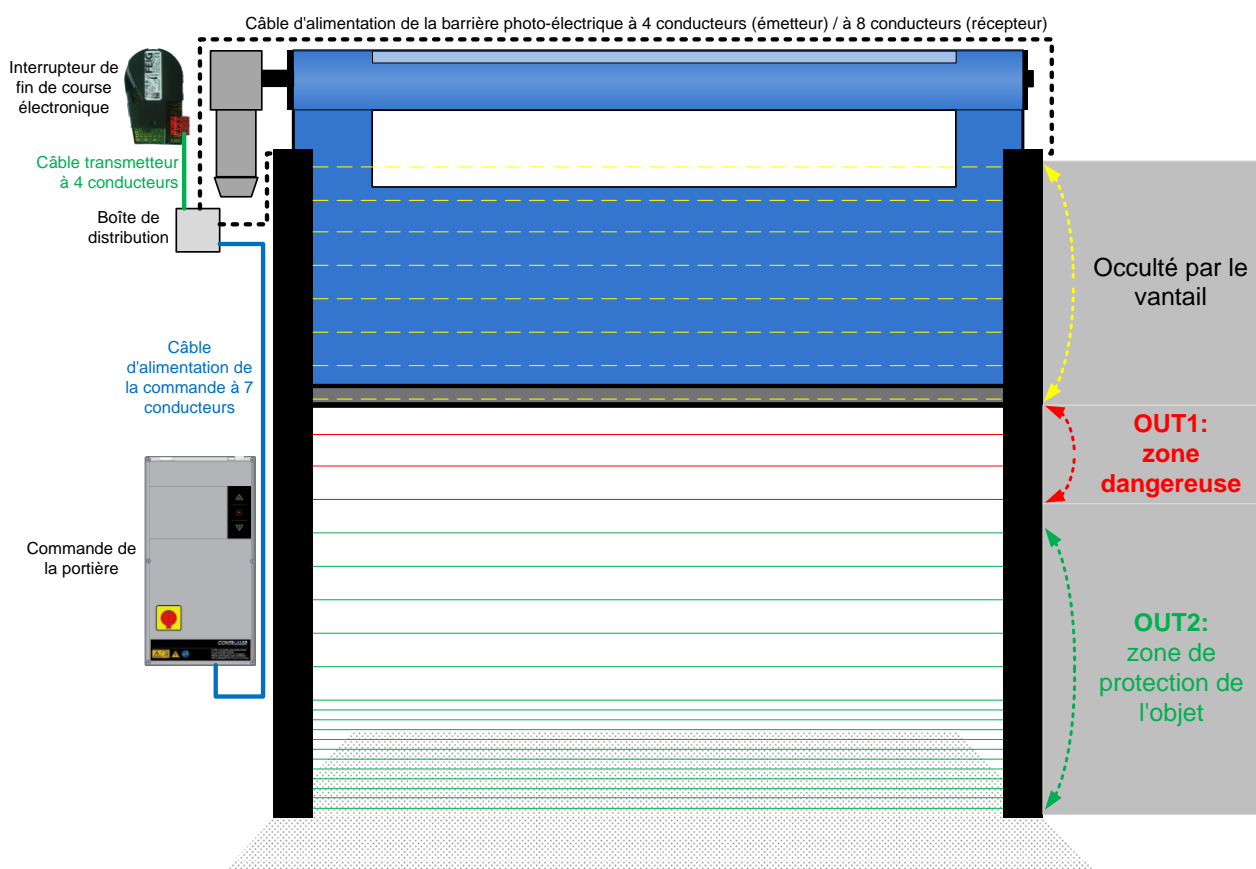 Câble d'alimentation de la barrière photo-électrique à 4 conducteurs (émetteur) / à 8 conducteurs (récepteur)
Interrupteur de
fin de course
électronique
FEIG
Câble transmetteur
à 4 conducteurs
Boîte de
distribution
Câble
d'alimentation de
la commande à 7
conducteurs
Commande de
la portière
Occulté par le
vantail
OUT1:
zone
dangereuse
OUT2:
zone de
protection de
l'objet